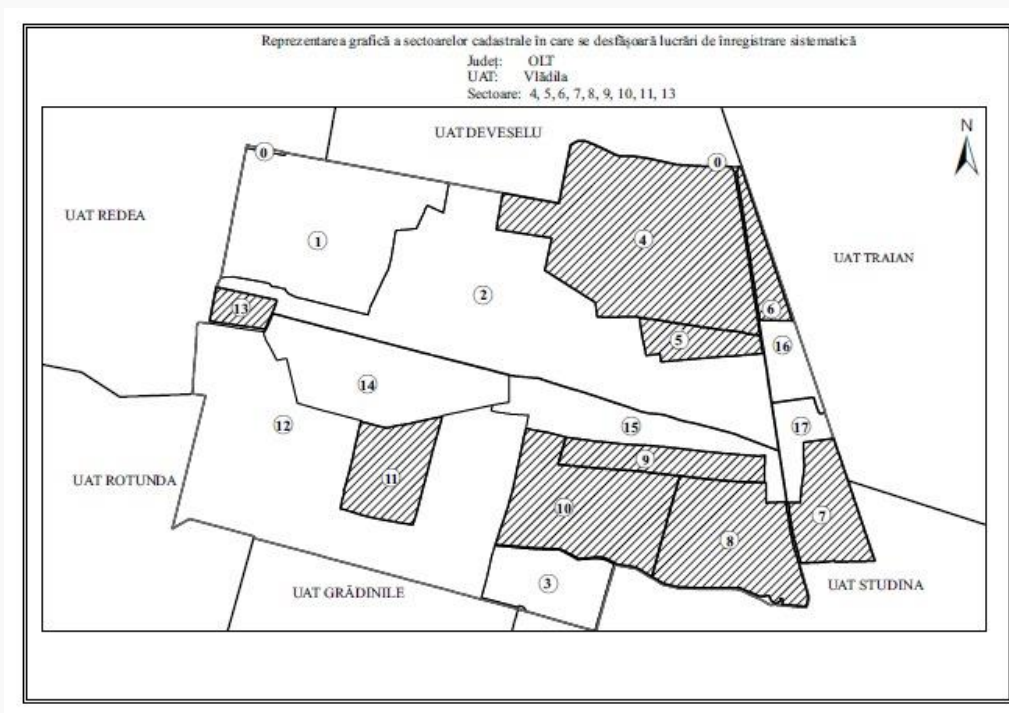 Reprezentarea grafică a sectoarelor cadastrale în care se desfășoară lucrări de înregistrare sistematică
Județ: OLT
UAT: Vlădila
Sectoare: 4, 5, 6, 7, 8, 9, 10, 11, 13
UAT DEVESELU
N
0
0
UAT REDEA
1
4
UAT TRAIAN
2
13
6
5
16
14
12
15
17
9
UAT ROTUNDA
11
10
7
8
3
UAT STUDINA
UAT GRĂDINILE